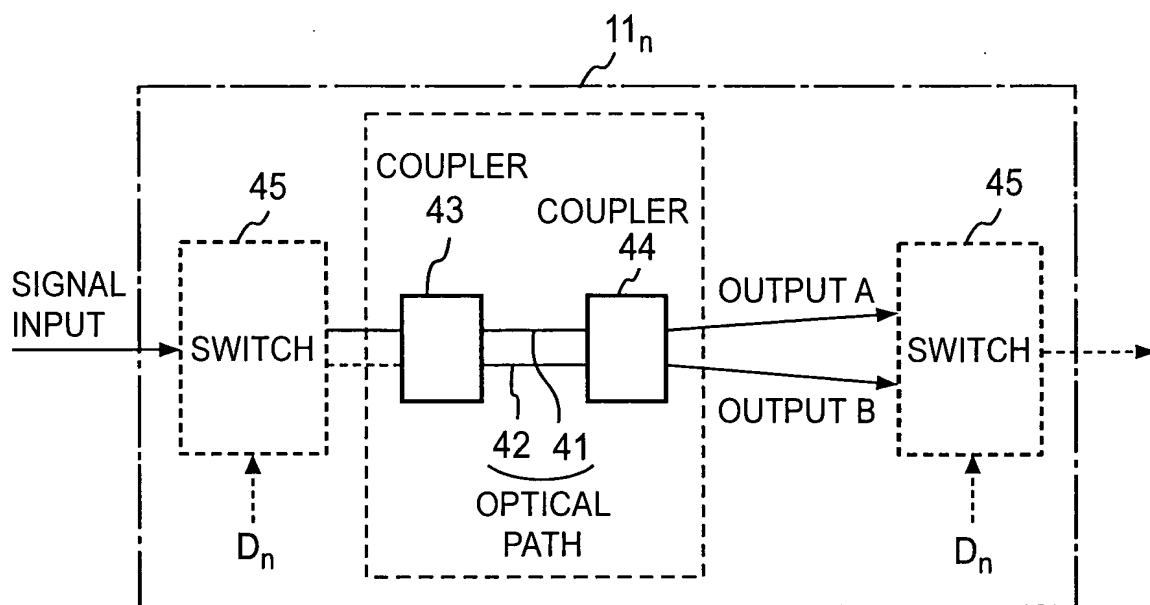 11n
COUPLER
43
COUPLER
44
45
45
SIGNAL
INPUT
SWITCH
OUTPUT A
OUTPUT B
SWITCH
42 41
OPTICAL
PATH
Dn
Dn